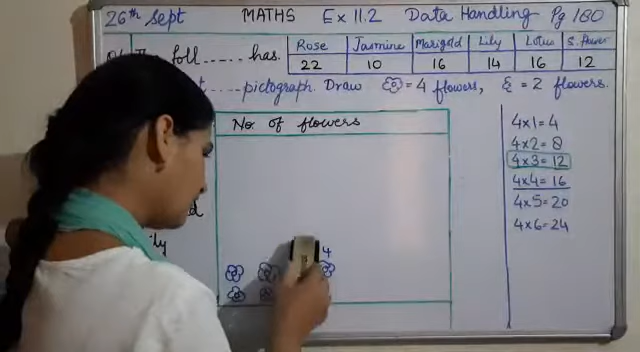 26th Sept MATHS Ex 11.2 Data Handling Pg 180
foll ..... has.
Rose Jasmine Marigold Lily Lotus S. flower
22 10 16 14 16 12
.... pictograph. Draw = 4 flowers, = 2 flowers.
No. of flowers
4x1=4
4x2=8
4x3=12
4x4=16
4x5=20
4x6=24
4